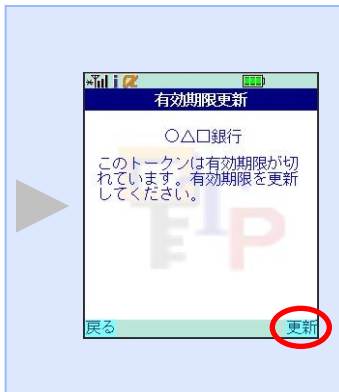 有効期限更新
○△□銀行
このトークンは有効期限が切
れています。有効期限を更新
してください。
戻る
更新